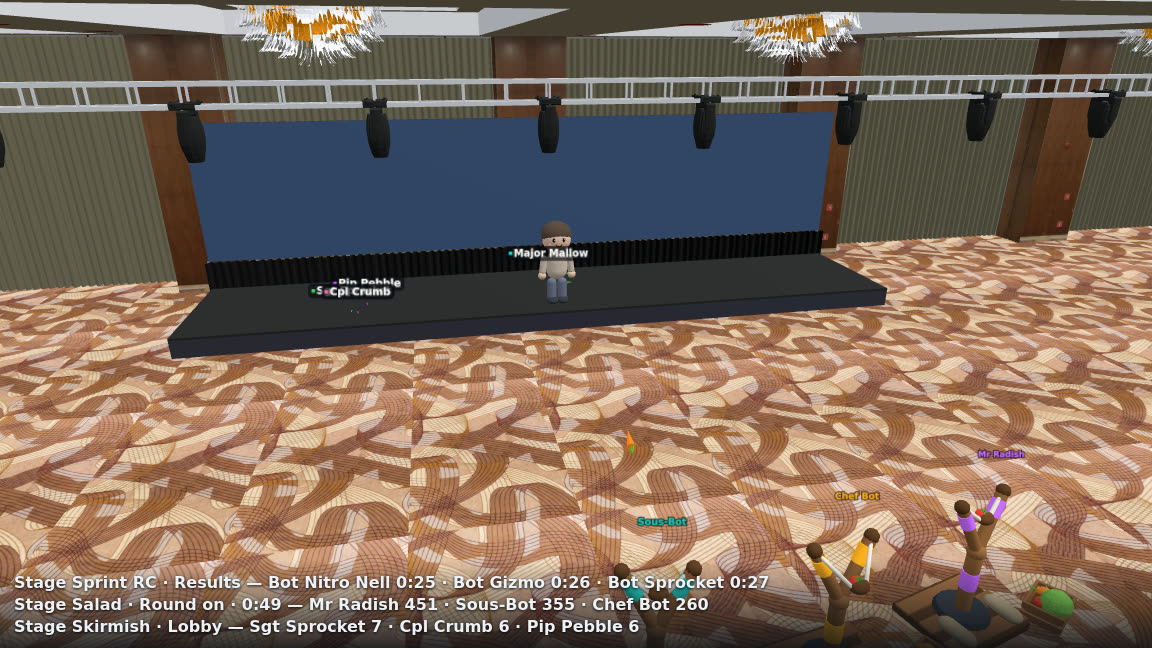 Major Mallow
Pip Pebble
Cpl Crumb
Mr Radish
Chef Bot
Sous-Bot
Stage Sprint RC · Results — Bot Nitro Nell 0:25 · Bot Gizmo 0:26 · Bot Sprocket 0:27
Stage Salad · Round on · 0:49 — Mr Radish 451 · Sous-Bot 355 · Chef Bot 260
Stage Skirmish · Lobby — Sgt Sprocket 7 · Cpl Crumb 6 · Pip Pebble 6